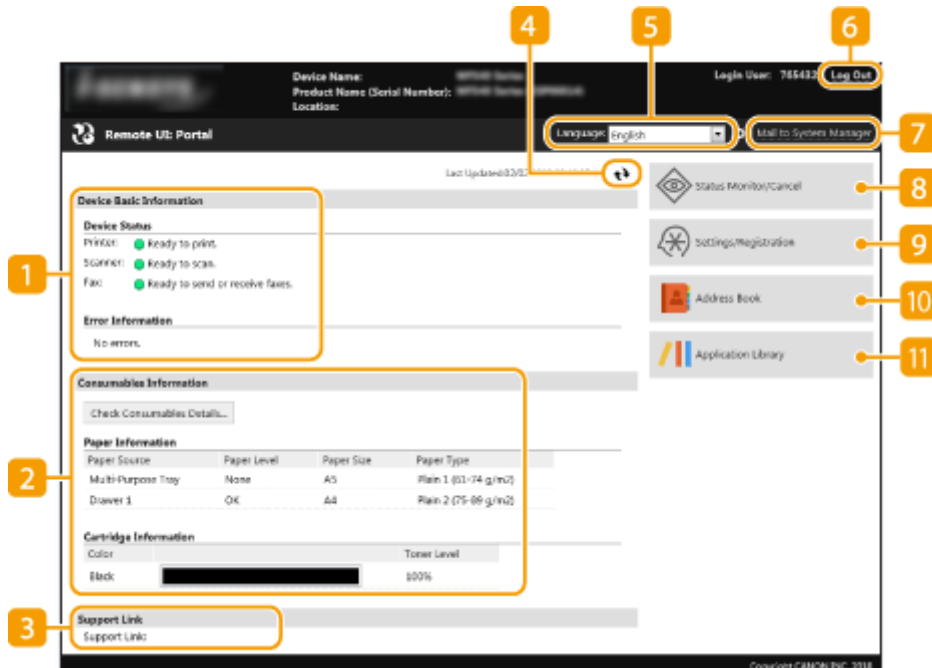 4 5 6
Device Name:
Login User: 765432 Log Out
Product Name (Serial Number):
Location:
Remote UI: Portal
Language: English
Mail to System Manager
7
Last Updated:
Status Monitor/Cancel
8
Device Basic Information
Device Status
Printer: Ready to print.
Scanner: Ready to scan.
Fax: Ready to send or receive faxes.
1
Settings/Registration
9
Error Information
No errors.
Address Book
10
Application Library
11
Consumables Information
Check Consumables Details...
Paper Information
Paper Source Paper Level Paper Size Paper Type
2
Multi-Purpose Tray None A5 Plain 1 (61-74 g/m2)
Drawer 1 OK A4 Plain 2 (75-89 g/m2)
Cartridge Information
Color Toner Level
Black 100%
3
Support Link
Support Link:
Copyright CANON INC. 2018